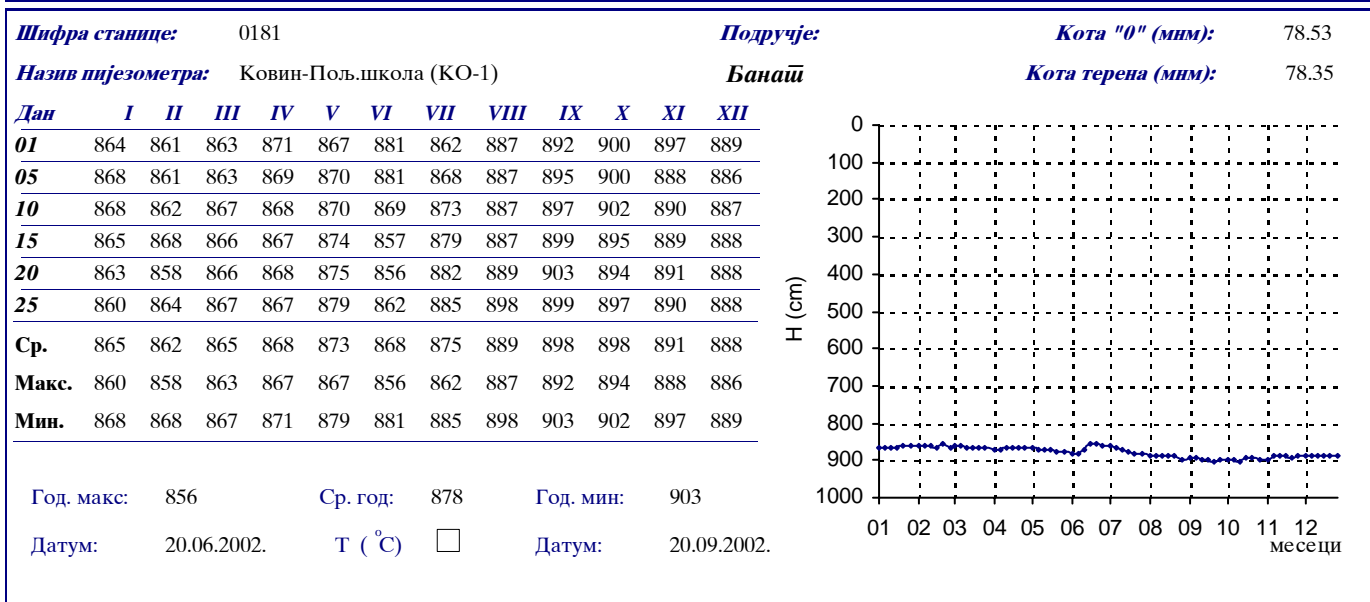 Шифра станице: 0181 Подручје: Кота "0" (мнм): 78.53
Назив пијезометра: Ковин-Пољ.школа (КО-1) Банат Кота терена (мнм): 78.35
Дан I II III IV V VI VII VIII IX X XI XII
01 864 861 863 871 867 881 862 887 892 900 897 889
05 868 861 863 869 870 881 868 887 895 900 888 886
10 868 862 867 868 870 869 873 887 897 902 890 887
15 865 868 866 867 874 857 879 887 899 895 889 888
20 863 858 866 868 875 856 882 889 903 894 891 888
25 860 864 867 867 879 862 885 898 899 897 890 888
Ср. 865 862 865 868 873 868 875 889 898 898 891 888
Макс. 860 858 863 867 867 856 862 887 892 894 888 886
Мин. 868 868 867 871 879 881 885 898 903 902 897 889
Год. макс: 856 Ср. год: 878 Год. мин: 903
Датум: 20.06.2002. Т ( °C) Датум: 20.09.2002.
H (cm)
0
100
200
300
400
500
600
700
800
900
1000
01 02 03 04 05 06 07 08 09 10 11 12
месеци